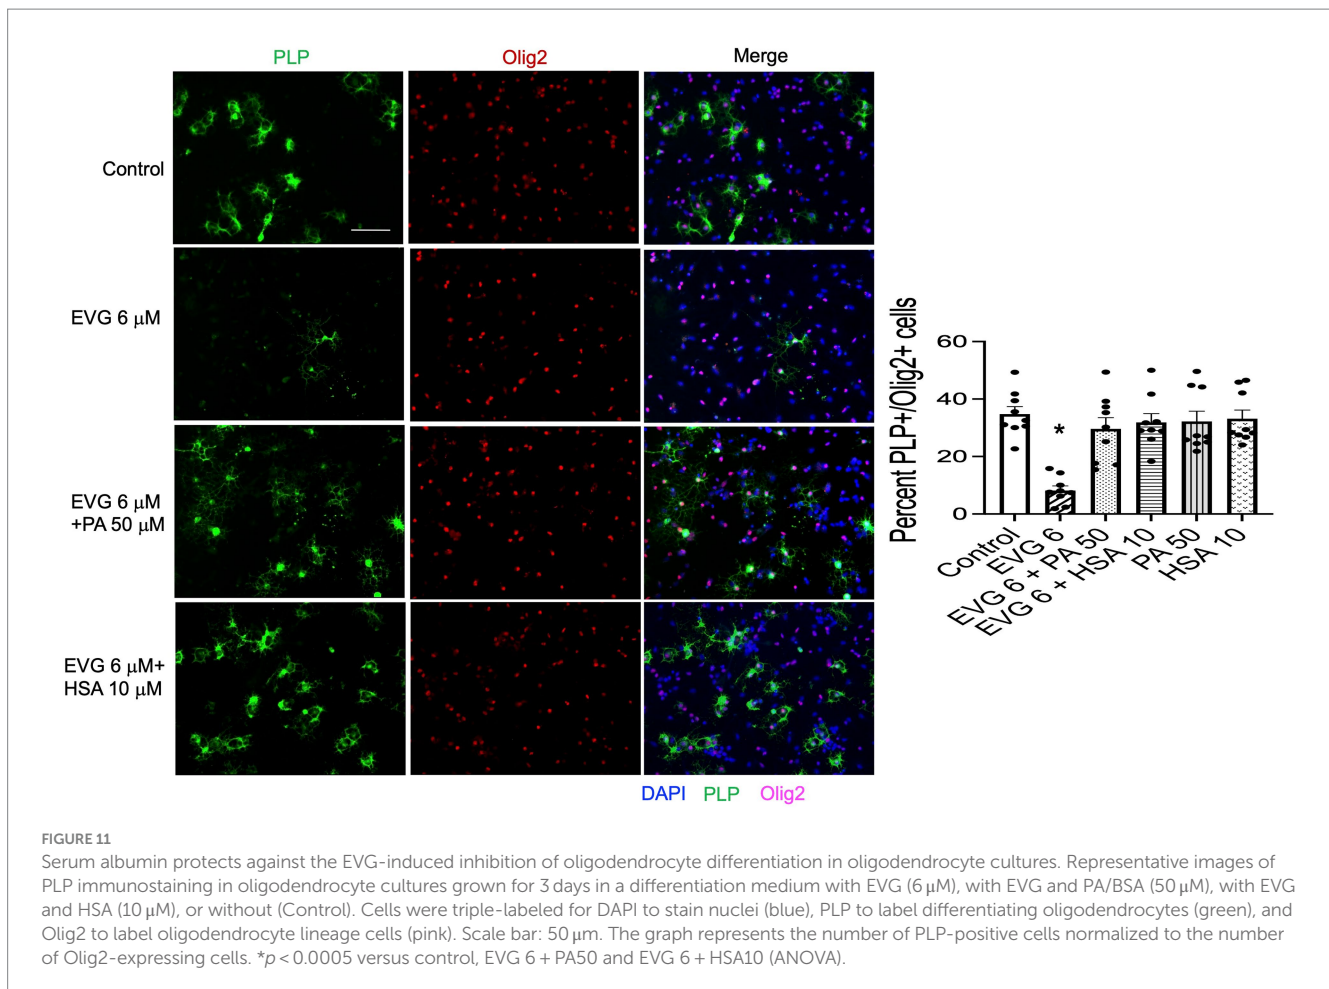 PLP
Olig2
Merge
Control
EVG 6 μM
EVG 6 μM
+PA 50 μM
EVG 6 μM+
HSA 10 μM
DAPI PLP Olig2
Percent PLP+/Olig2+ cells
60
40
20
0
*
Control
EVG 6
EVG 6 + PA 50
EVG 6 + HSA 10
PA 50
HSA 10
FIGURE 11
Serum albumin protects against the EVG-induced inhibition of oligodendrocyte differentiation in oligodendrocyte cultures. Representative images of
PLP immunostaining in oligodendrocyte cultures grown for 3 days in a differentiation medium with EVG (6 μM), with EVG and PA/BSA (50 μM), with EVG
and HSA (10 μM), or without (Control). Cells were triple-labeled for DAPI to stain nuclei (blue), PLP to label differentiating oligodendrocytes (green), and
Olig2 to label oligodendrocyte lineage cells (pink). Scale bar: 50 μm. The graph represents the number of PLP-positive cells normalized to the number
of Olig2-expressing cells. *p < 0.0005 versus control, EVG 6 + PA50 and EVG 6 + HSA10 (ANOVA).